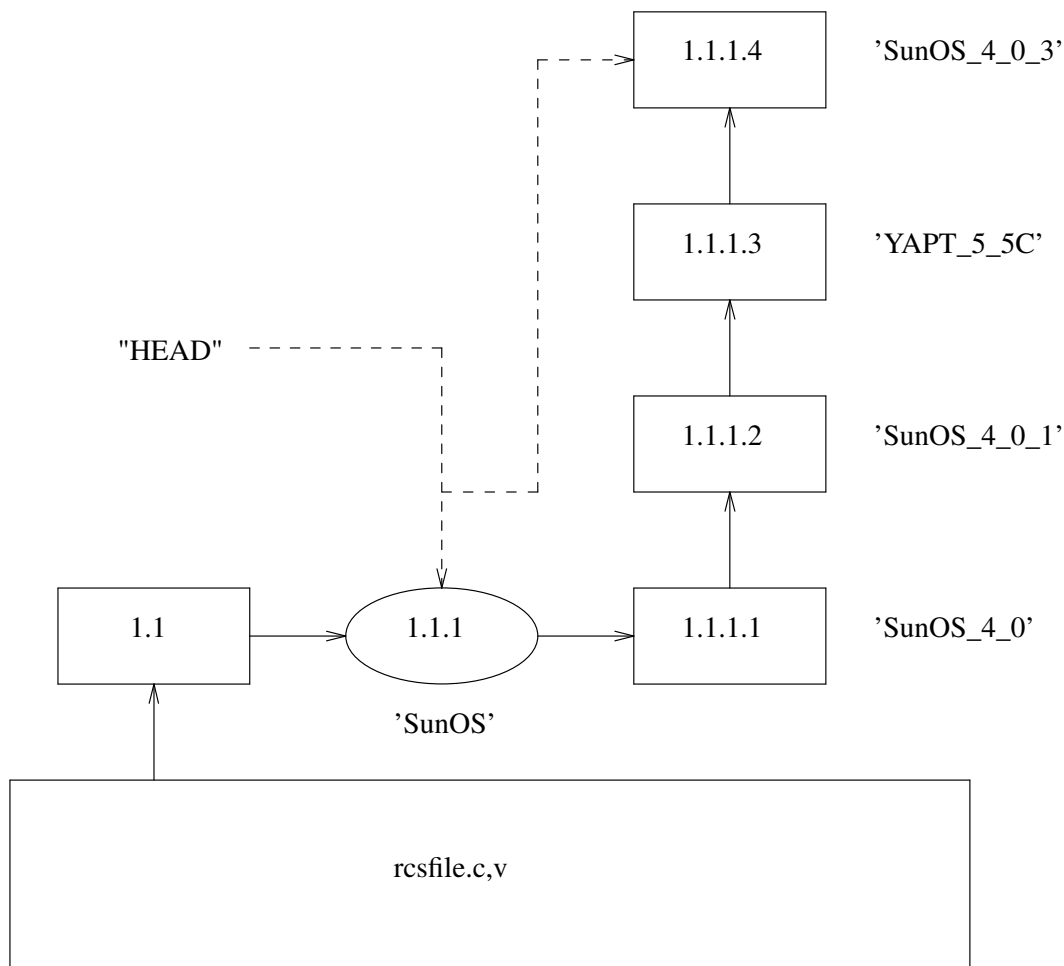 1.1.1.4 ’SunOS_4_0_3’
1.1.1.3 ’YAPT_5_5C’
"HEAD"
1.1.1.2 ’SunOS_4_0_1’
1.1 1.1.1 1.1.1.1 ’SunOS_4_0’
’SunOS’
rcsfile.c,v